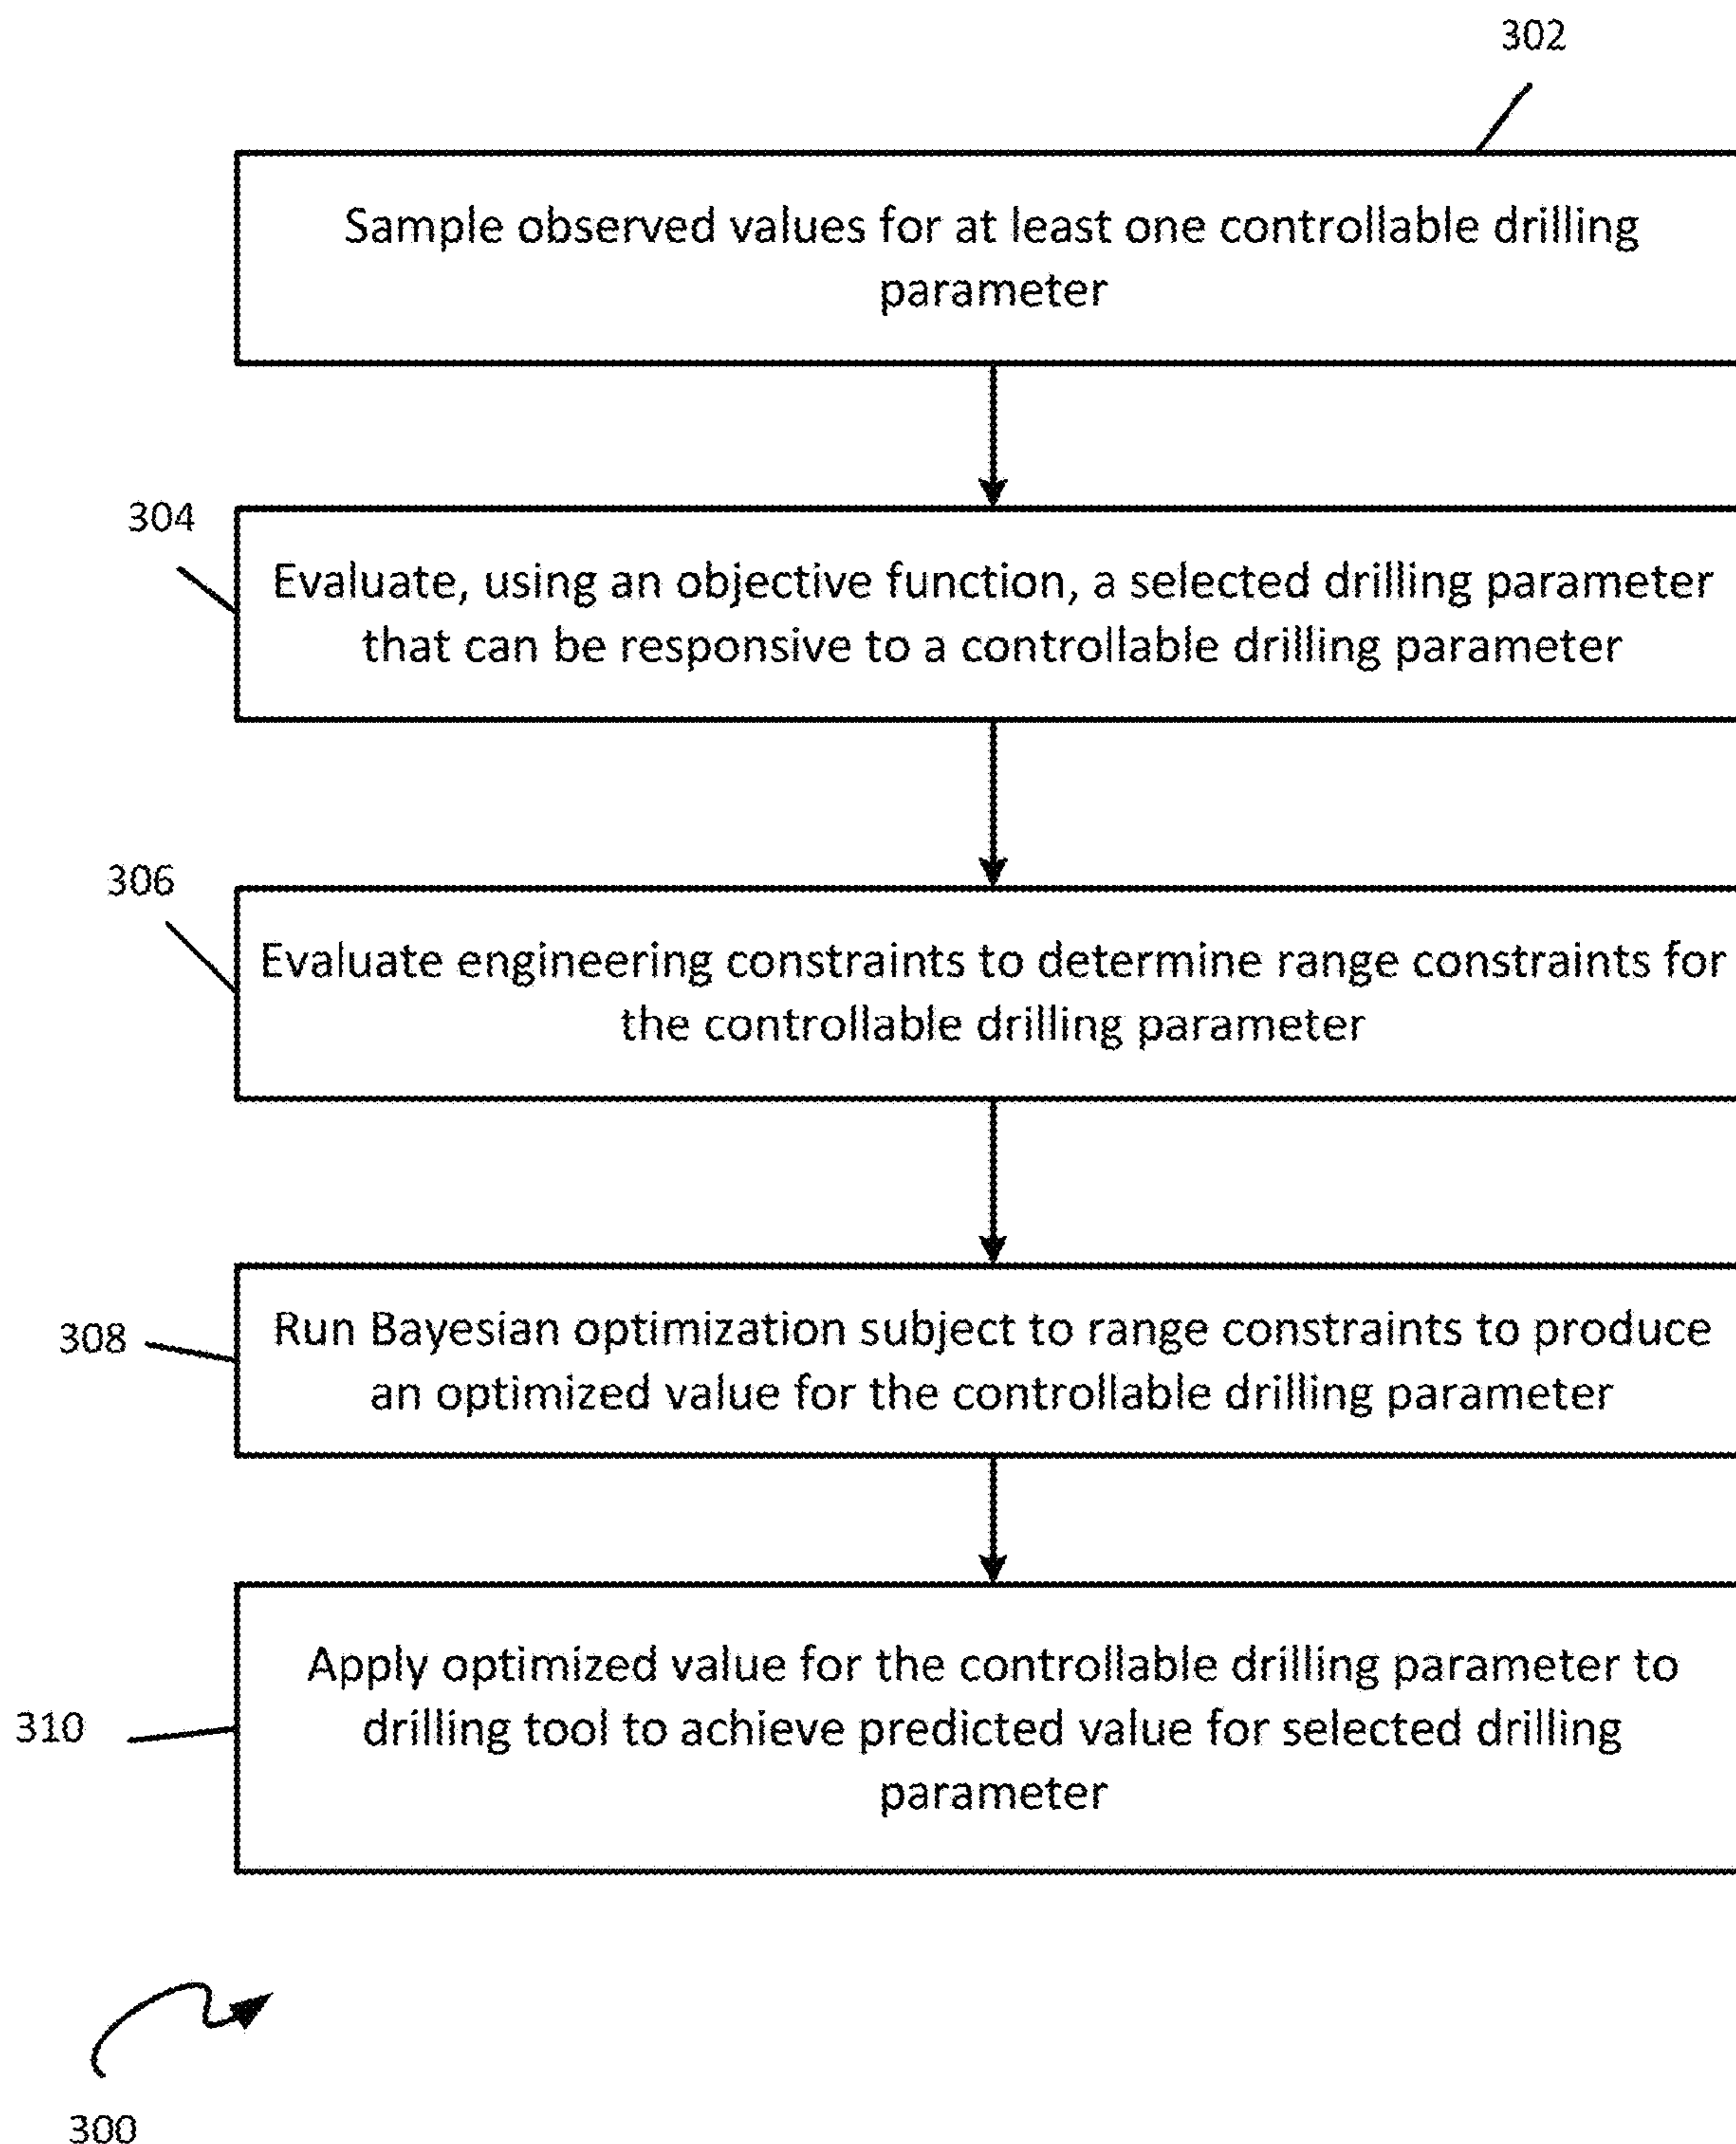 302
Sample observed values for at least one controllable drilling
parameter
304
Evaluate, using an objective function, a selected drilling parameter
that can be responsive to a controllable drilling parameter
306
Evaluate engineering constraints to determine range constraints for
the controllable drilling parameter
308
Run Bayesian optimization subject to range constraints to produce
an optimized value for the controllable drilling parameter
310
Apply optimized value for the controllable drilling parameter to
drilling tool to achieve predicted value for selected drilling
parameter
300